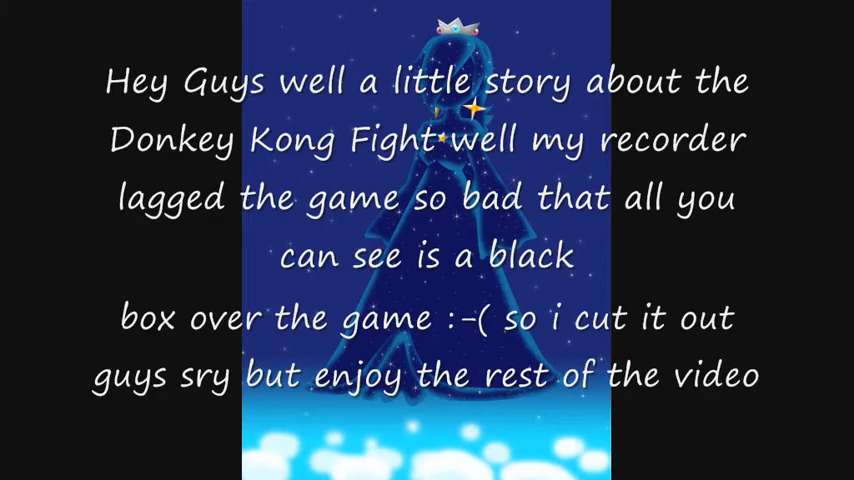 Hey Guys well a little story about the
Donkey Kong Fight well my recorder
lagged the game so bad that all you
can see is a black
box over the game :-( so i cut it out
guys sry but enjoy the rest of the video